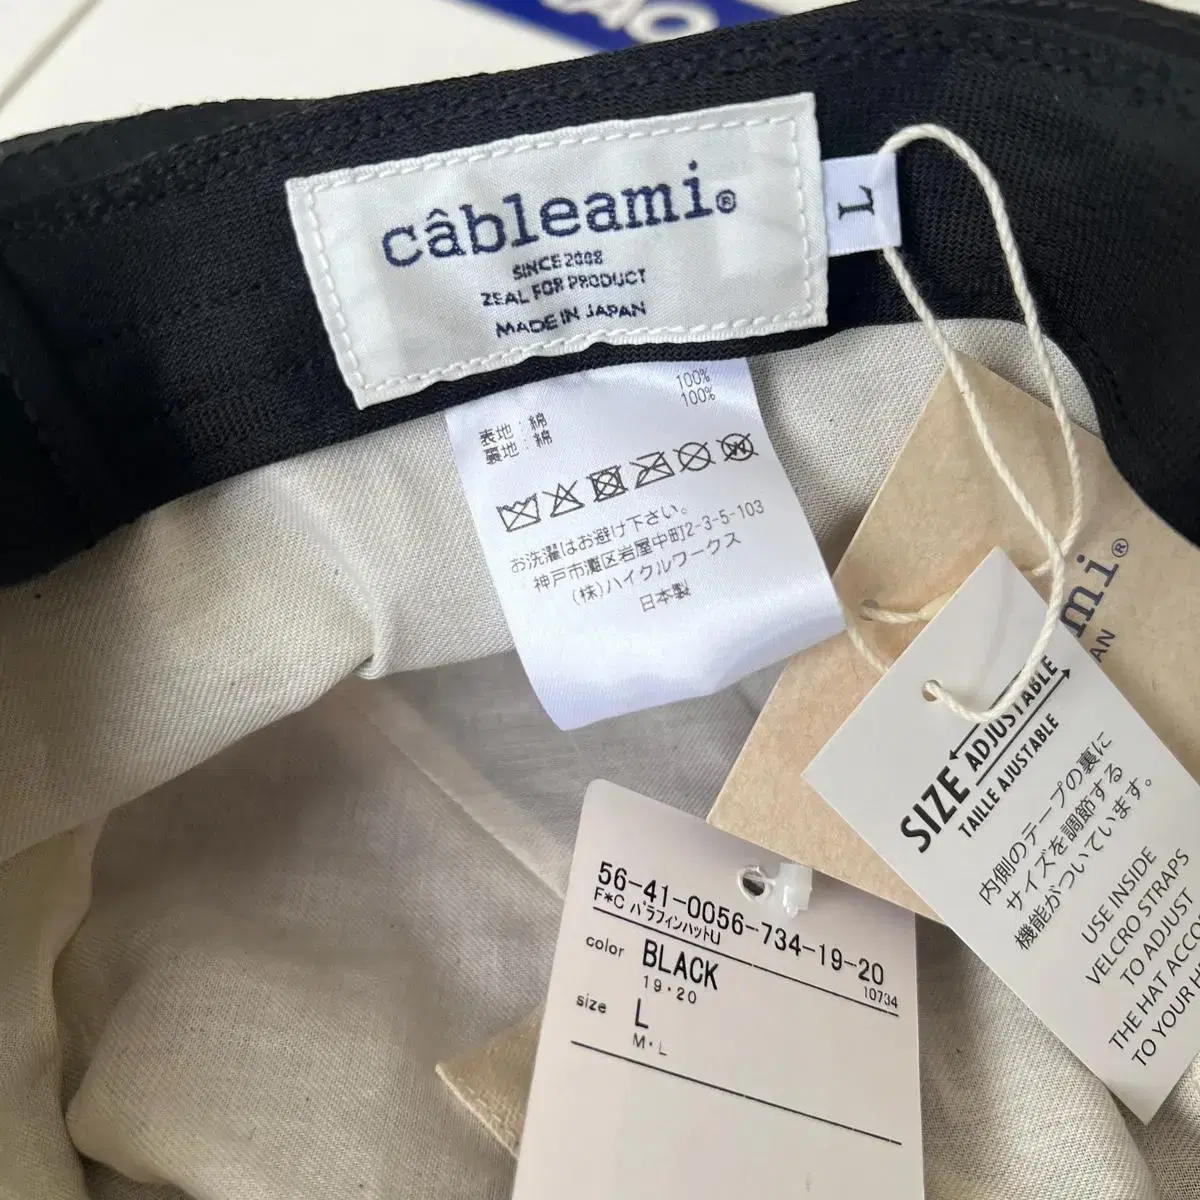 câbleami®
SINCE 2008
ZEAL FOR PRODUCT
MADE IN JAPAN
L
表地：綿 100%
裏地：綿 100%
お洗濯はお避け下さい。
神戸市灘区岩屋中町2-3-5-103
(株)ハイクルワークス
日本製
mi®
AN
SIZE ADJUSTABLE
TAILLE AJUSTABLE
内側のテープの裏に
サイズを調節する
機能がついています。
USE INSIDE
VELCRO STRAPS
TO ADJUST
THE HAT ACCO
TO YOUR H
56-41-0056-734-19-20
F*C パラフィンハットU 10734
color BLACK
19・20
size L
M・L